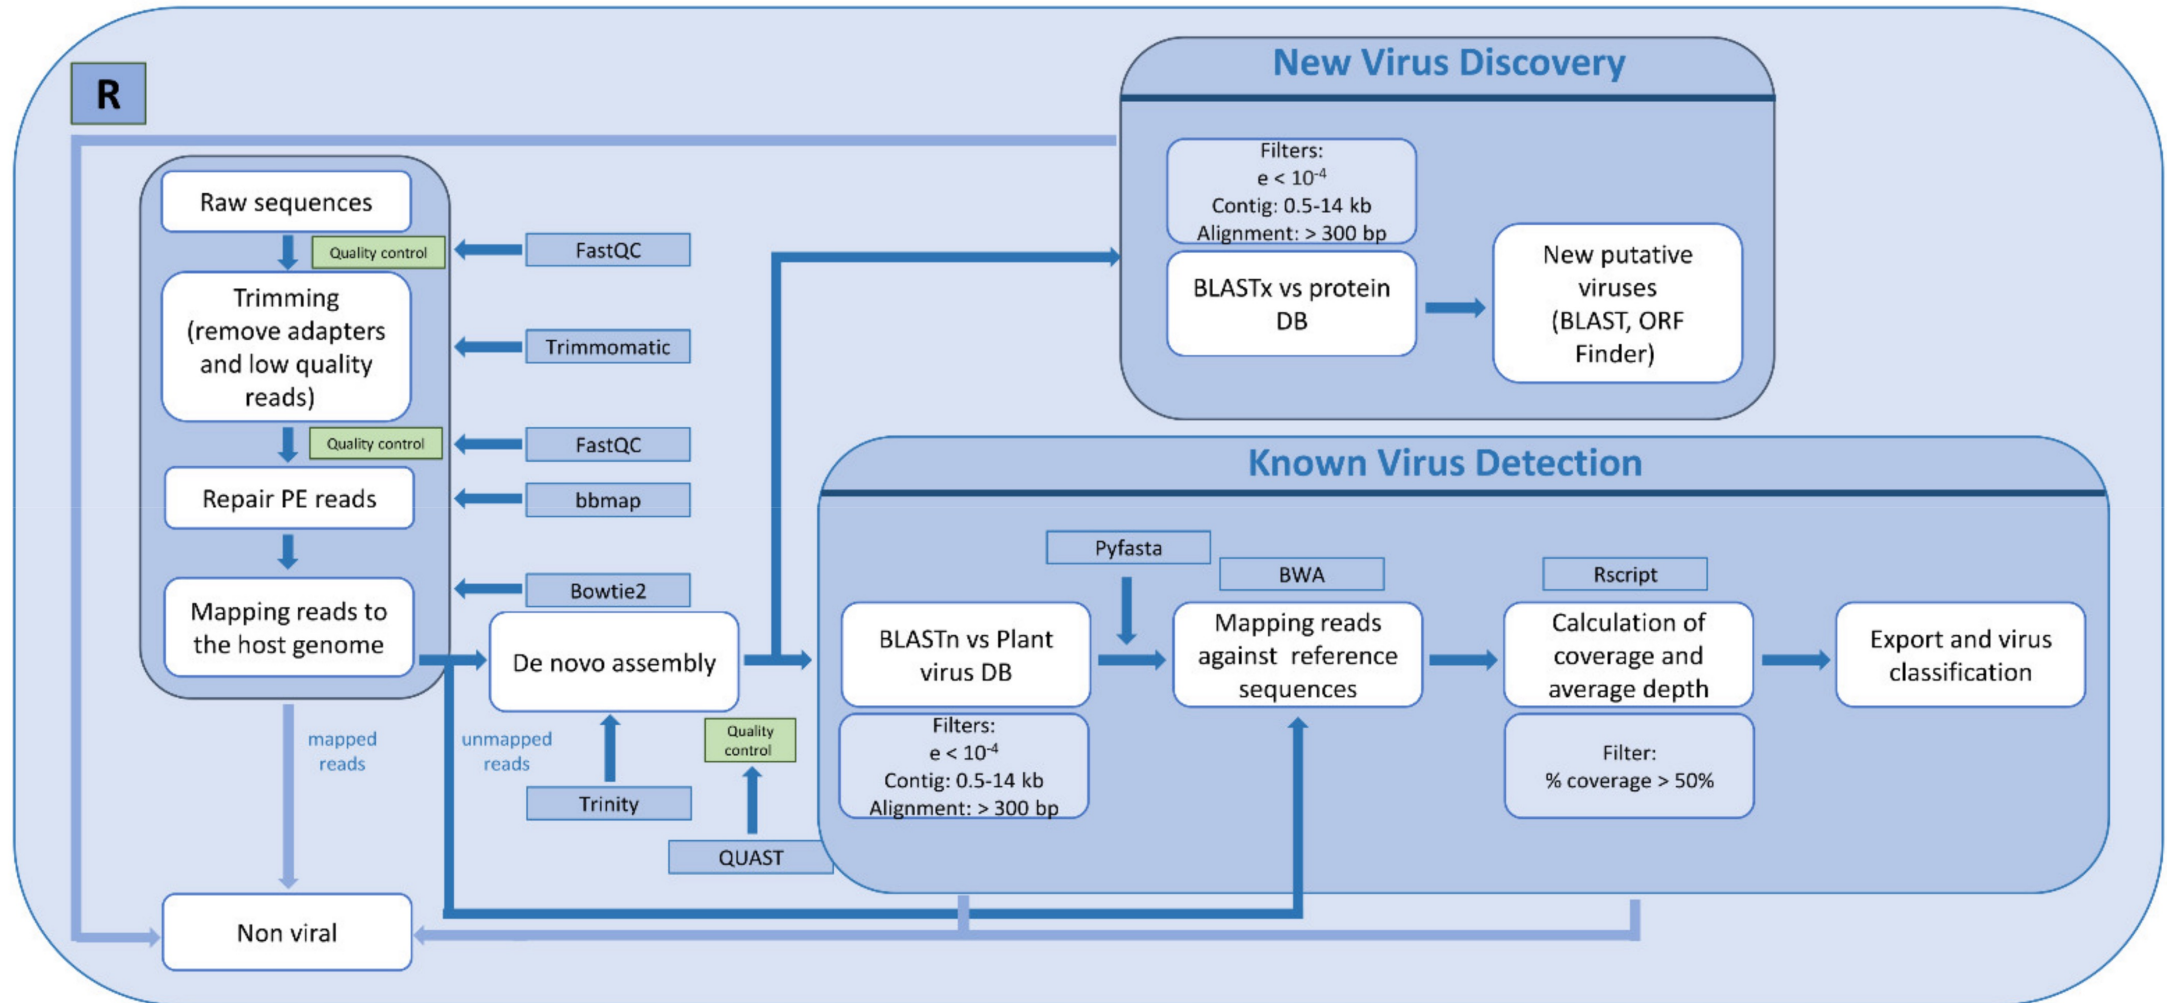 R
New Virus Discovery
Filters:
e < 10⁻⁴
Contig: 0.5-14 kb
Alignment: > 300 bp
BLASTx vs protein
DB
New putative
viruses
(BLAST, ORF
Finder)
Raw sequences
Quality control
FastQC
Trimming
(remove adapters
and low quality
reads)
Trimmomatic
Quality control
FastQC
Repair PE reads
bbmap
Mapping reads to
the host genome
Bowtie2
De novo assembly
mapped
reads
unmapped
reads
Trinity
Quality
control
QUAST
Non viral
Known Virus Detection
Pyfasta
BWA
Rscript
BLASTn vs Plant
virus DB
Filters:
e < 10⁻⁴
Contig: 0.5-14 kb
Alignment: > 300 bp
Mapping reads
against reference
sequences
Calculation of
coverage and
average depth
Filter:
% coverage > 50%
Export and virus
classification